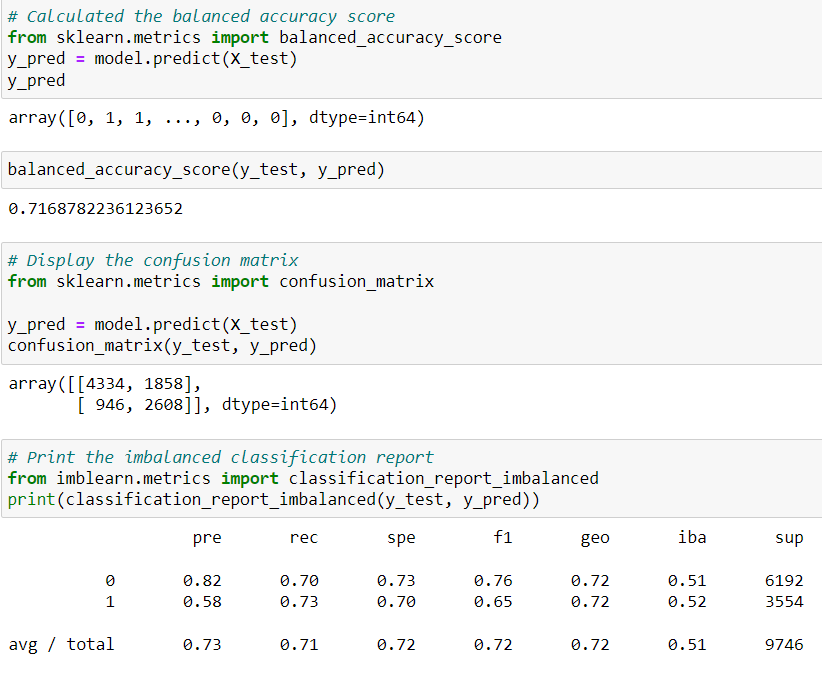 # Calculated the balanced accuracy score
from sklearn.metrics import balanced_accuracy_score
y_pred = model.predict(X_test)
y_pred
array([0, 1, 1, ..., 0, 0, 0], dtype=int64)
balanced_accuracy_score(y_test, y_pred)
0.7168782236123652
# Display the confusion matrix
from sklearn.metrics import confusion_matrix
y_pred = model.predict(X_test)
confusion_matrix(y_test, y_pred)
array([[4334, 1858],
       [ 946, 2608]], dtype=int64)
# Print the imbalanced classification report
from imblearn.metrics import classification_report_imbalanced
print(classification_report_imbalanced(y_test, y_pred))
                   pre       rec       spe        f1       geo       iba       sup
          0       0.82      0.70      0.73      0.76      0.72      0.51      6192
          1       0.58      0.73      0.70      0.65      0.72      0.52      3554
avg / total       0.73      0.71      0.72      0.72      0.72      0.51      9746